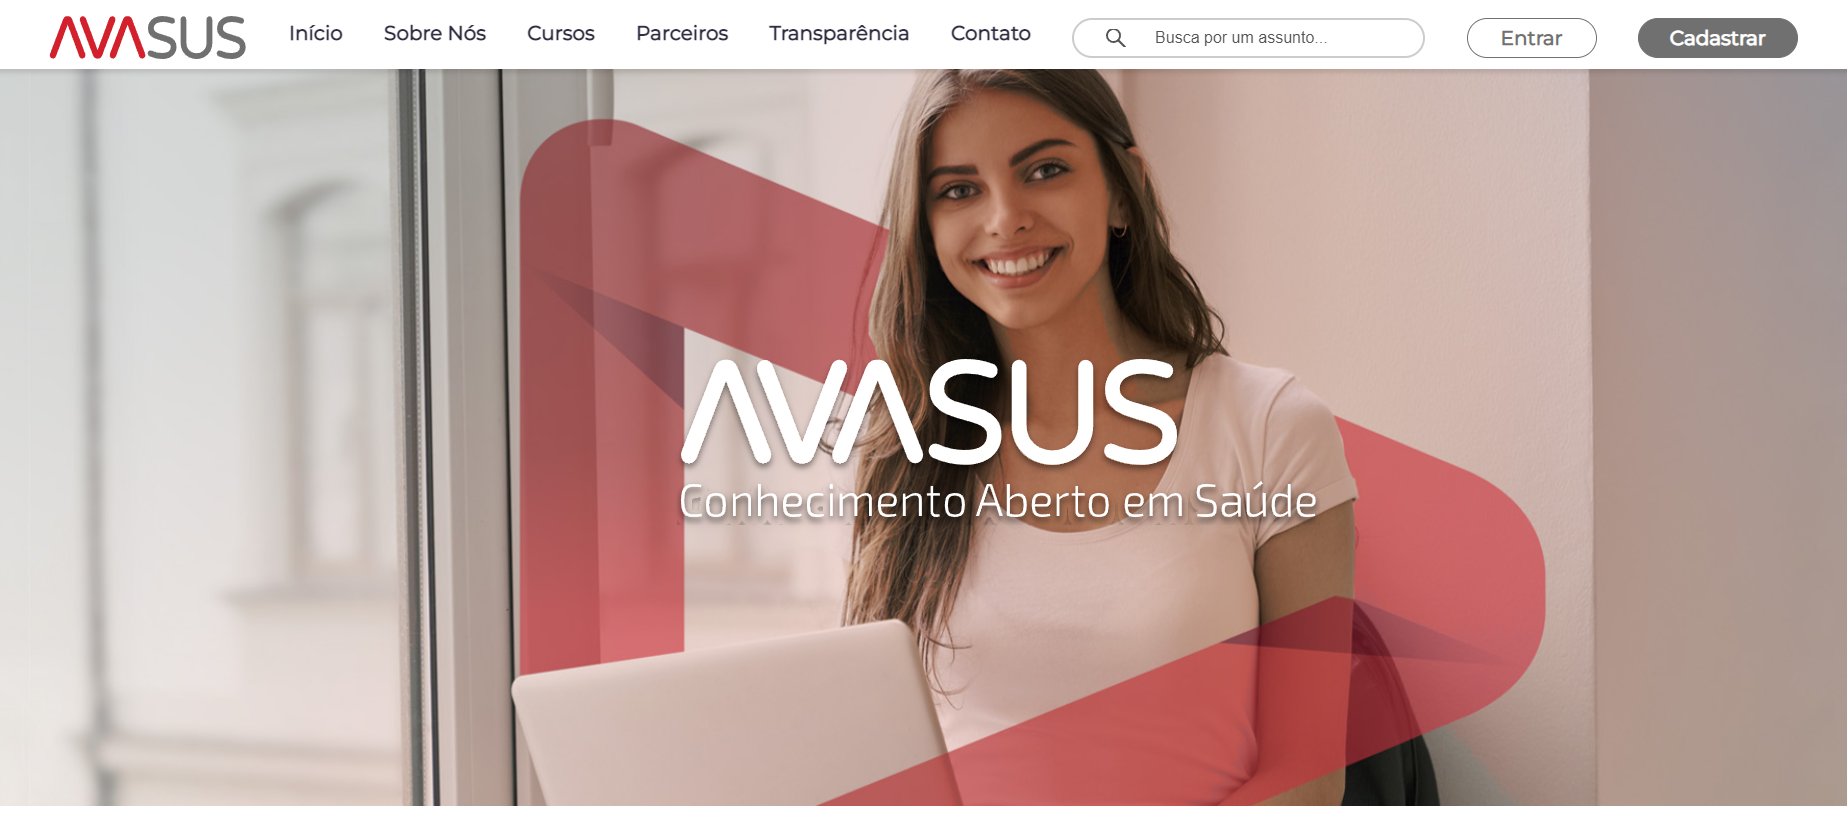 AVASUS
Início Sobre Nós Cursos Parceiros Transparência Contato Busca por um assunto... Entrar Cadastrar
AVASUS
Conhecimento Aberto em Saúde